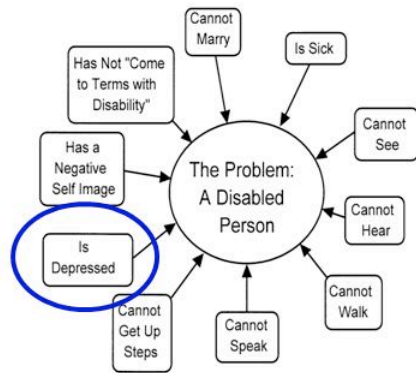 Cannot
Marry
Is Sick
Has Not "Come
to Terms with
Disability"
Cannot
See
Has a
Negative
Self Image
The Problem:
A Disabled
Person
Cannot
Hear
Is
Depressed
Cannot
Walk
Cannot
Get Up
Steps
Cannot
Speak